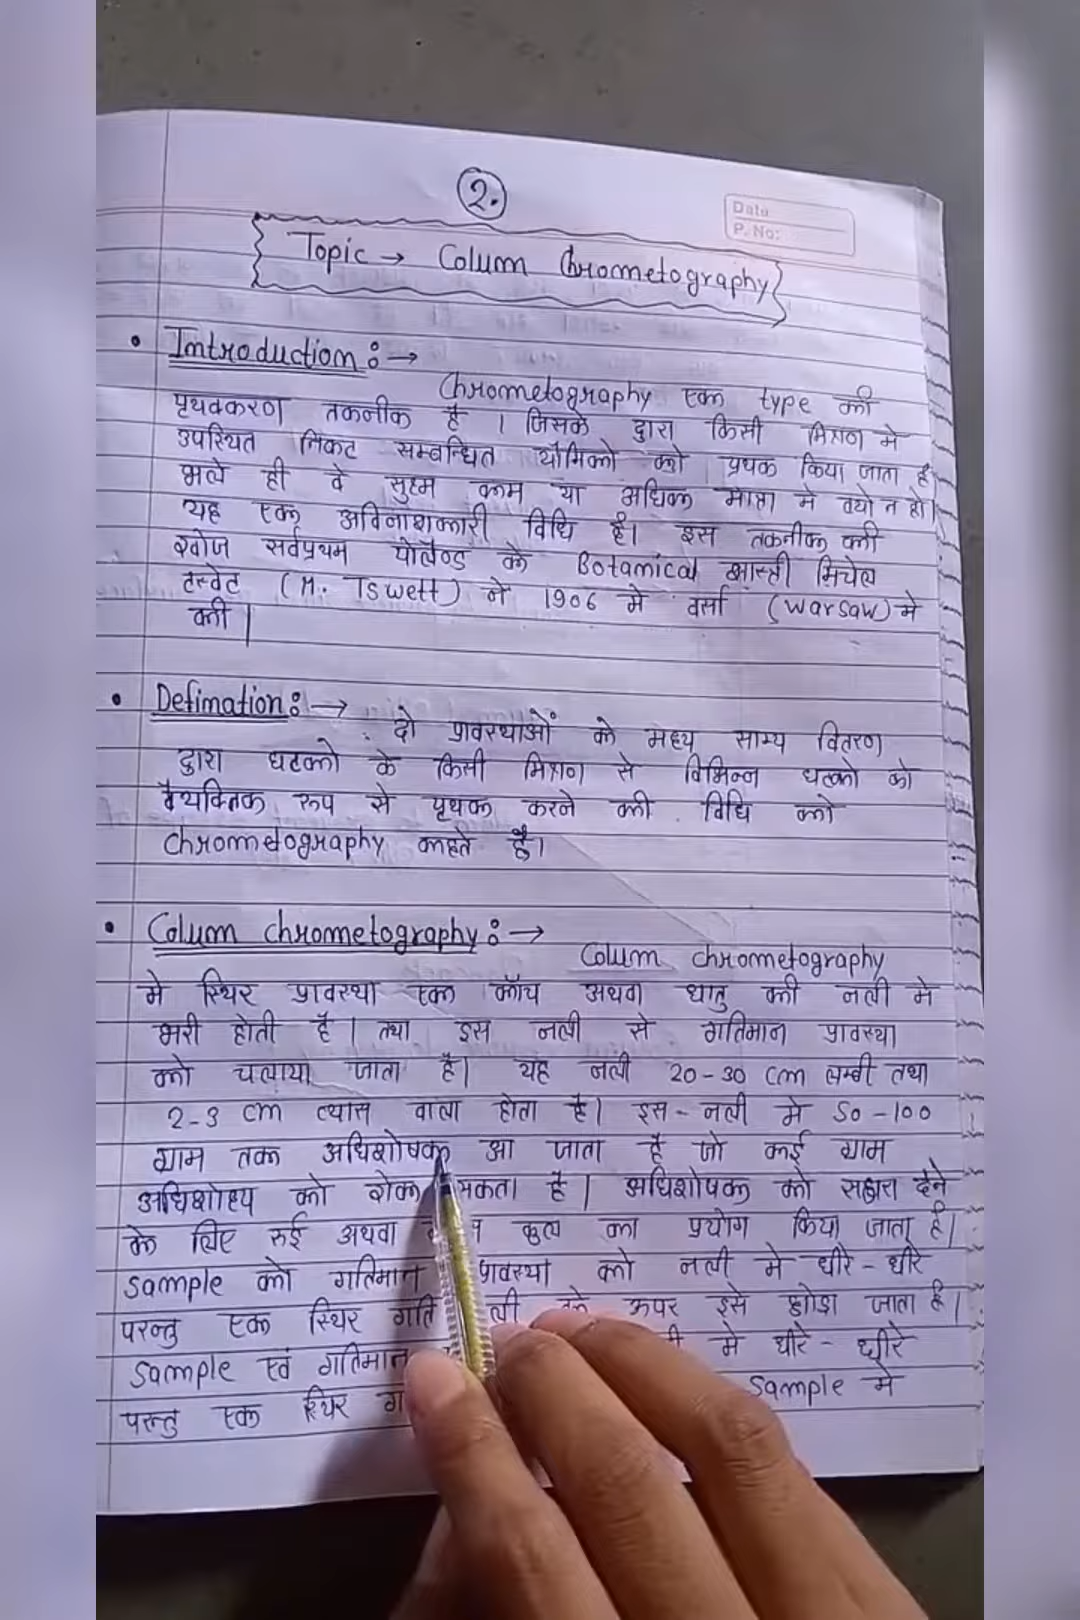 2.
Data
P. No:
Topic → Colum Chrometography
• Introduction :→
Chrometography एक type की
पृथक्करण तकनीक है । जिसके द्वारा किसी मिश्रण मे
उपस्थित निकट सम्बन्धित यौगिको को प्रथक किया जाता है
भले ही वे सुक्ष्म कम या अधिक मात्रा मे क्यो न हो।
यह एक अविनाशकारी विधि है। इस तकनीक की
खोज सर्वप्रथम पोलैण्ड के Botanical शास्त्री मिचेल
टस्वेट (M. Tswett) ने 1906 मे वर्सा (Warsaw) मे
की |
• Defination :→
दो प्रावस्थाओं के मध्य साम्य वितरण
द्वारा घटको के किसी मिश्रण से विभिन्न घटको को
वैयक्तिक रूप से पृथक करने की विधि को
chrometography कहते है।
• Colum chrometography :→
Colum chrometography
मे स्थिर प्रावस्था एक काँच अथवा धातु की नली मे
भरी होती है | तथा इस नली से गतिमान प्रावस्था
को चलाया जाता है। यह नली 20-30 cm लम्बी तथा
2-3 cm व्यास वाला होता है। इस-नली मे 50-100
ग्राम तक अधिशोषक आ जाता है जो कई ग्राम
अधिशोष्य को रोक सकता है | अधिशोषक को सहारा देने
के लिए रुई अथवा वुल का प्रयोग किया जाता है।
sample को गतिमान प्रावस्था को नली मे धीरे-धीरे
परन्तु एक स्थिर के ऊपर इसे छोडा जाता है।
sample एवं गतिमान मे धीरे-धीरे
परन्तु एक स्थिर sample मे